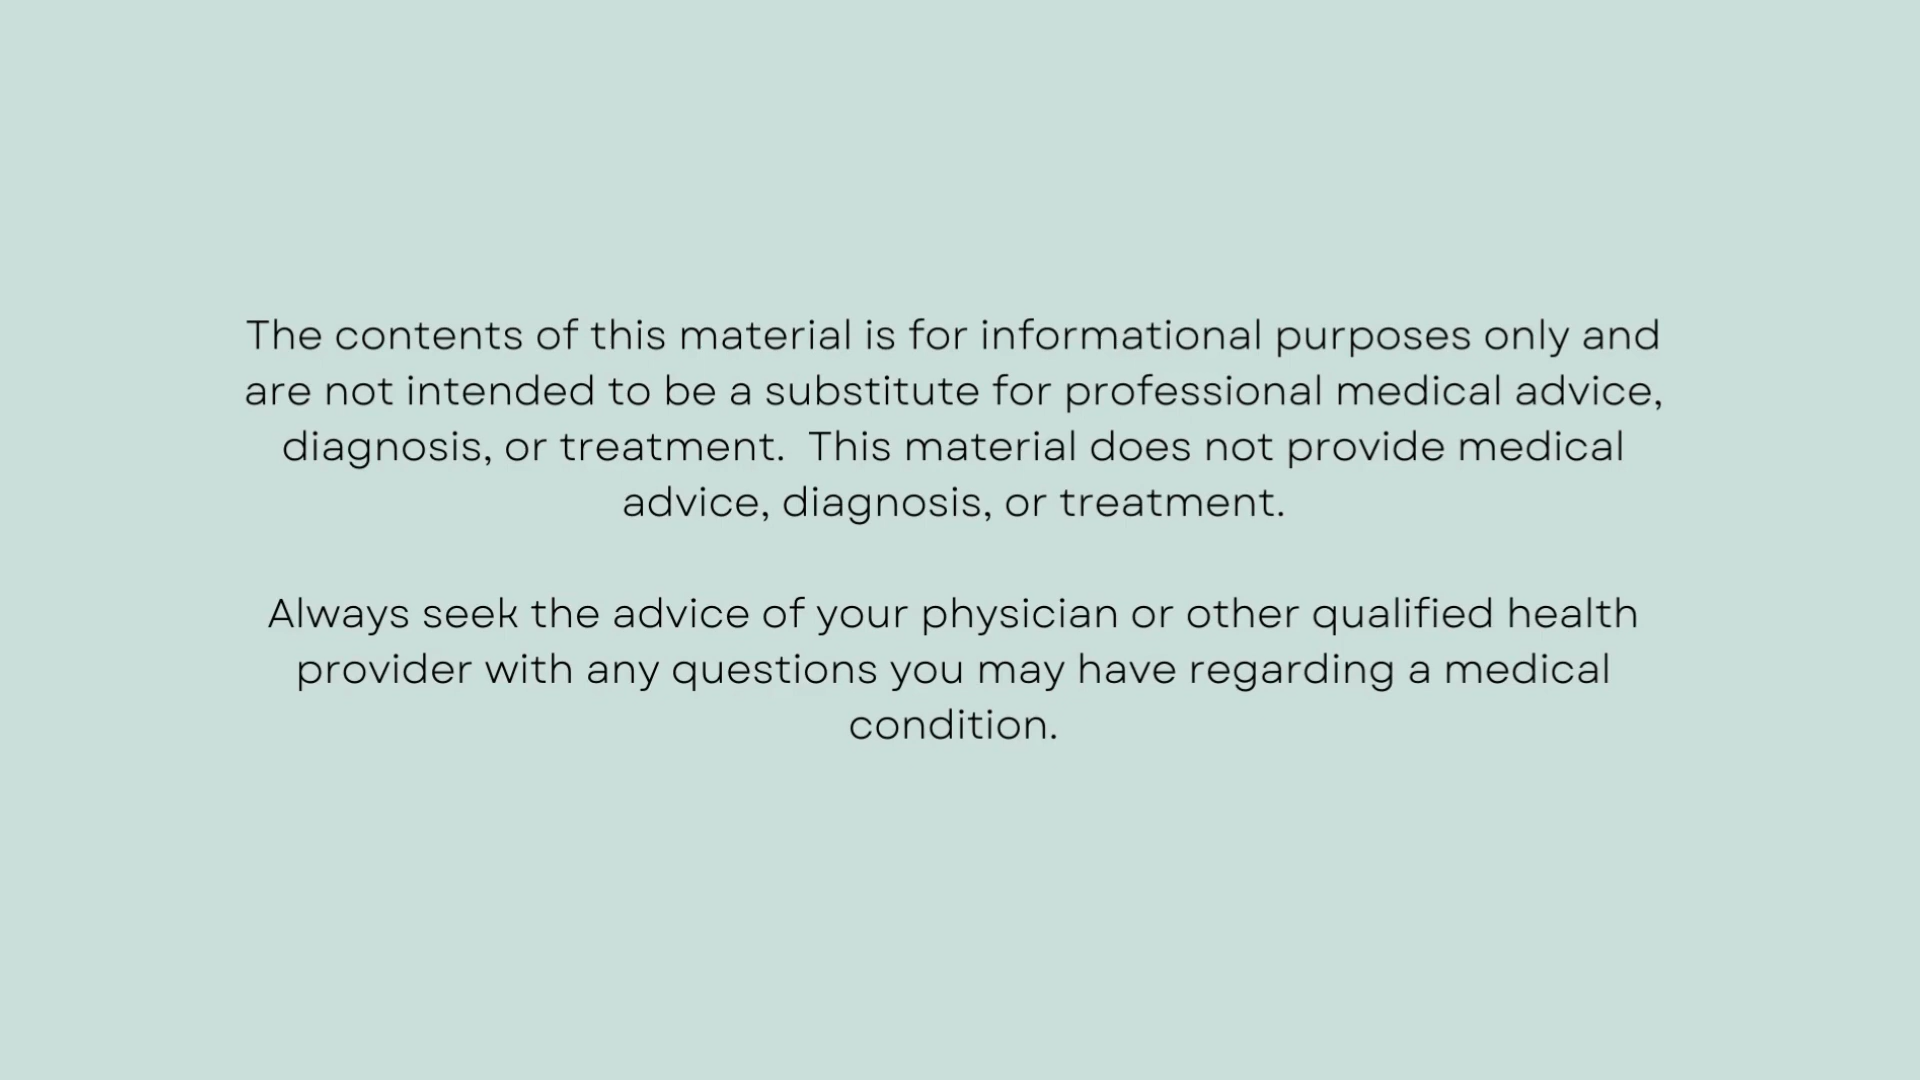 The contents of this material is for informational purposes only and
are not intended to be a substitute for professional medical advice,
diagnosis, or treatment.  This material does not provide medical
advice, diagnosis, or treatment.
Always seek the advice of your physician or other qualified health
provider with any questions you may have regarding a medical
condition.